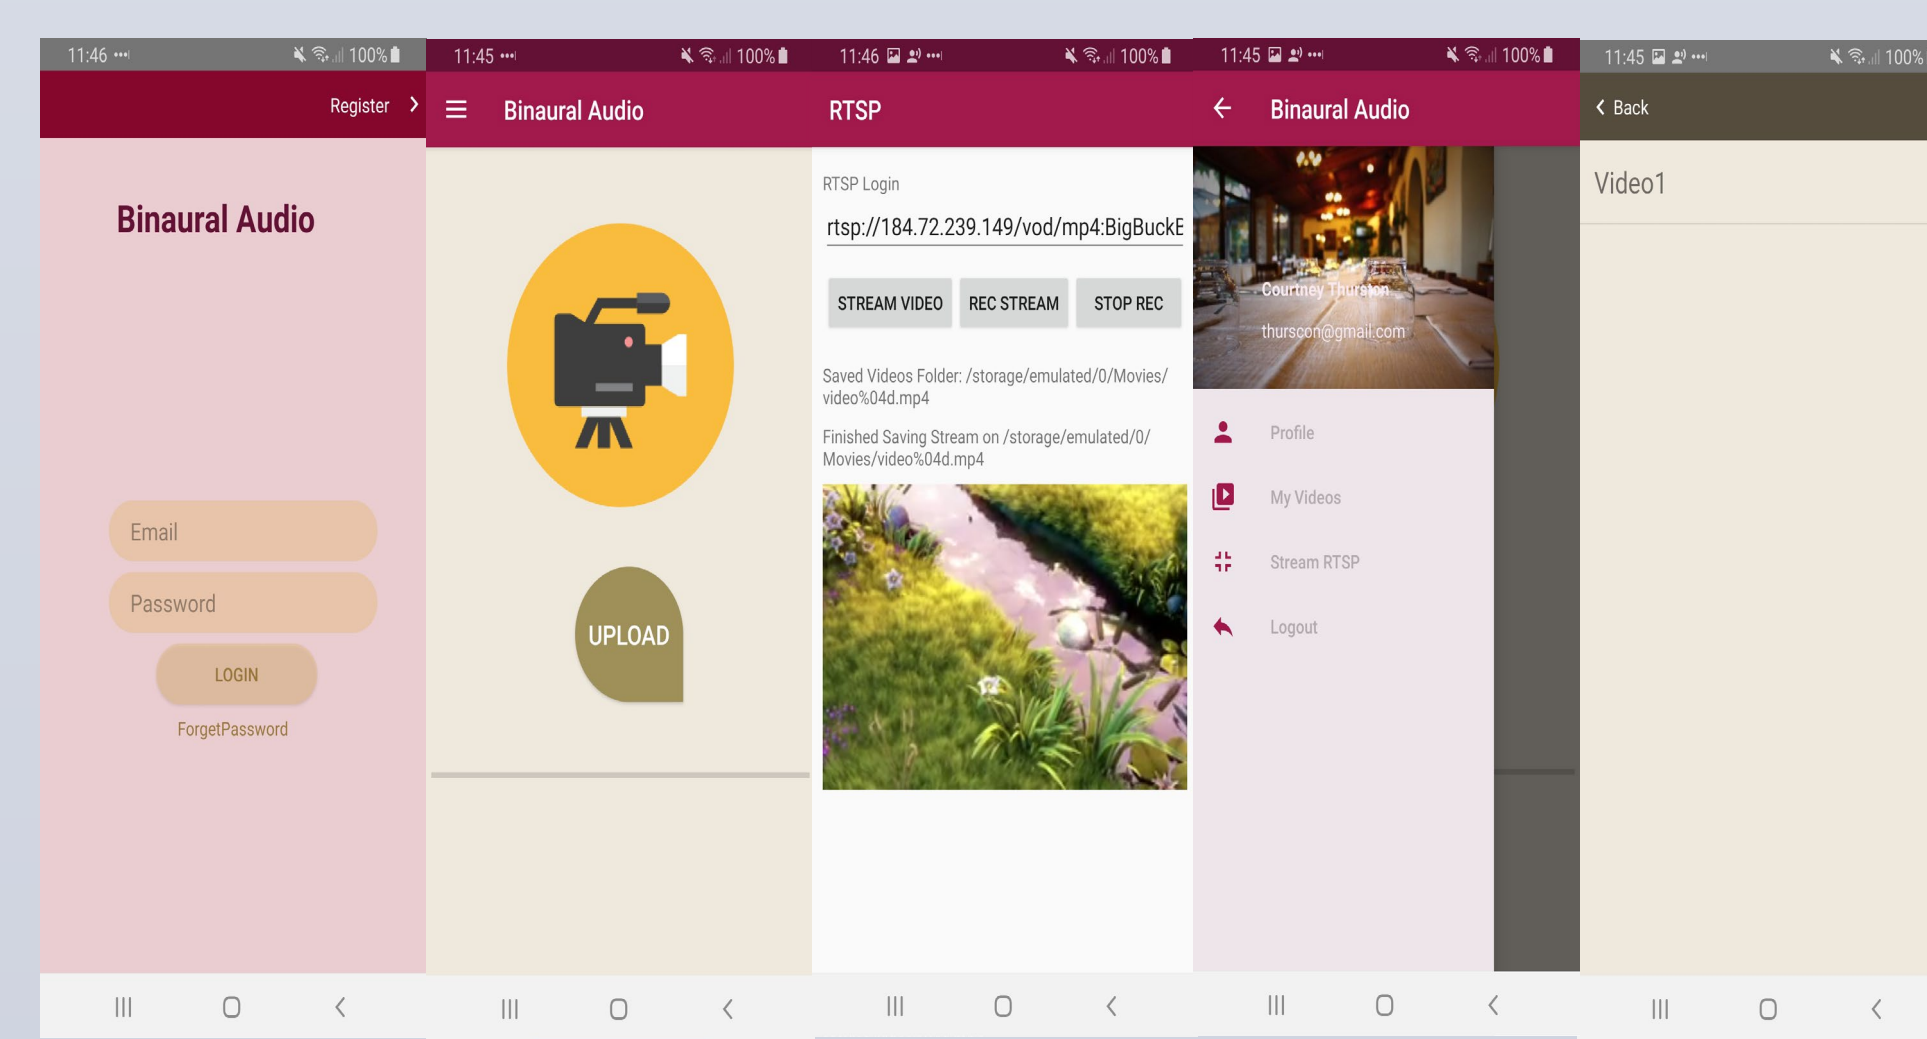 11:46
100%
Register
Binaural Audio
Email
Password
LOGIN
ForgetPassword
11:45
100%
Binaural Audio
UPLOAD
11:46
100%
RTSP
RTSP Login
rtsp://184.72.239.149/vod/mp4:BigBuckB
STREAM VIDEO
REC STREAM
STOP REC
Saved Videos Folder: /storage/emulated/0/Movies/
video%04d.mp4
Finished Saving Stream on /storage/emulated/0/
Movies/video%04d.mp4
11:45
100%
Binaural Audio
Courtney Thurston
thurscon@gmail.com
Profile
My Videos
Stream RTSP
Logout
11:45
100%
Back
Video1